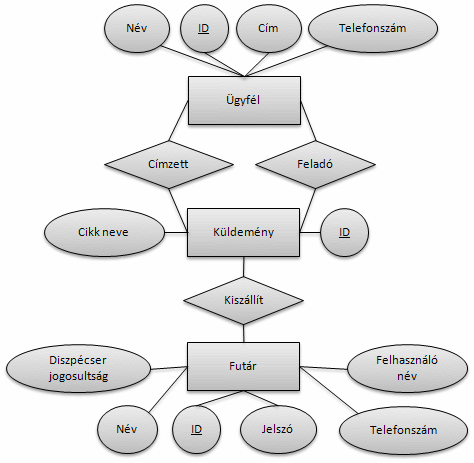 Név
ID
Cím
Telefonszám
Ügyfél
Címzett
Feladó
Cikk neve
Küldemény
ID
Kiszállít
Diszpécser
jogosultság
Futár
Felhasználó
név
Név
ID
Jelszó
Telefonszám